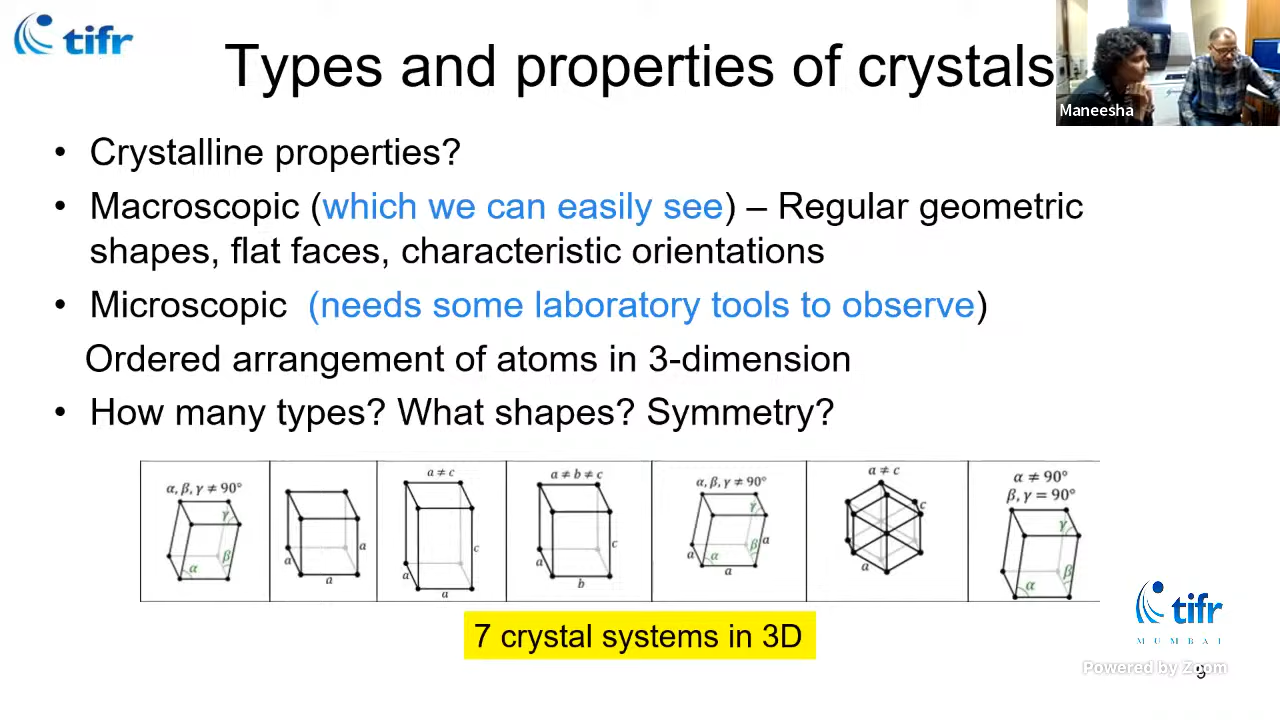 tifr
Types and properties of crystals
Maneesha
• Crystalline properties?
• Macroscopic (which we can easily see) – Regular geometric
shapes, flat faces, characteristic orientations
• Microscopic (needs some laboratory tools to observe)
Ordered arrangement of atoms in 3-dimension
• How many types? What shapes? Symmetry?
α, β, γ ≠ 90°
γ
β
α
a
a
a
a ≠ c
c
a
a
a ≠ b ≠ c
c
a
b
α, β, γ ≠ 90°
γ
a
β
a
α
a
a ≠ c
c
a
α ≠ 90°
β, γ = 90°
γ
β
α
7 crystal systems in 3D
tifr
MUMBAI
Powered by Zoom
9